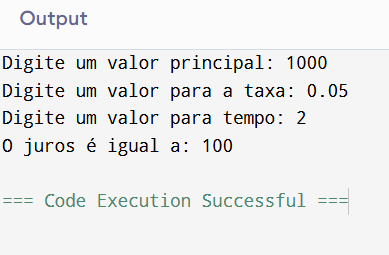 Output
Digite um valor principal: 1000
Digite um valor para a taxa: 0.05
Digite um valor para tempo: 2
O juros é igual a: 100
=== Code Execution Successful ===